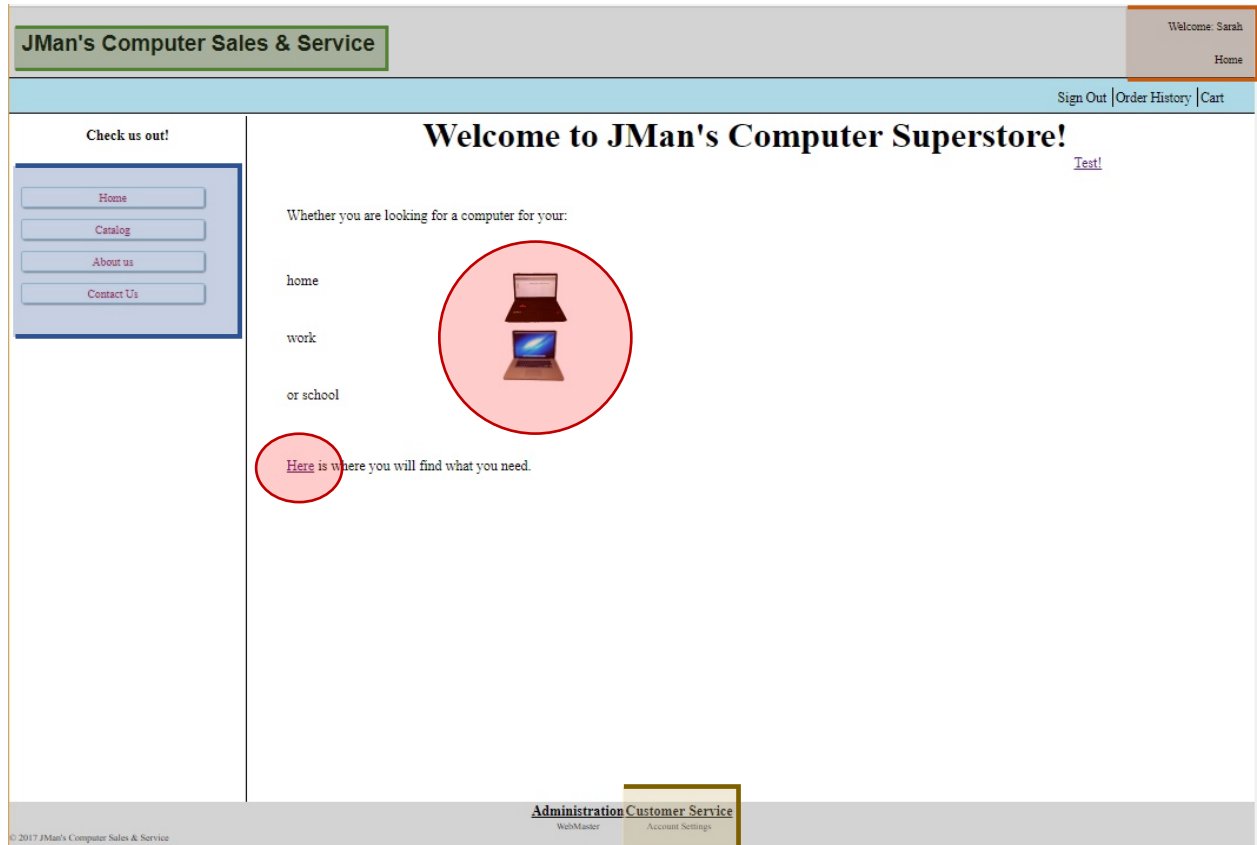 JMan's Computer Sales & Service
Welcome: Sarah
Home
Sign Out | Order History | Cart
Check us out!
Home
Catalog
About us
Contact Us
Welcome to JMan's Computer Superstore!
Test!
Whether you are looking for a computer for your:
home
work
or school
Here is where you will find what you need.
Administration Customer Service
WebMaster Account Settings
© 2017 JMan's Computer Sales & Service